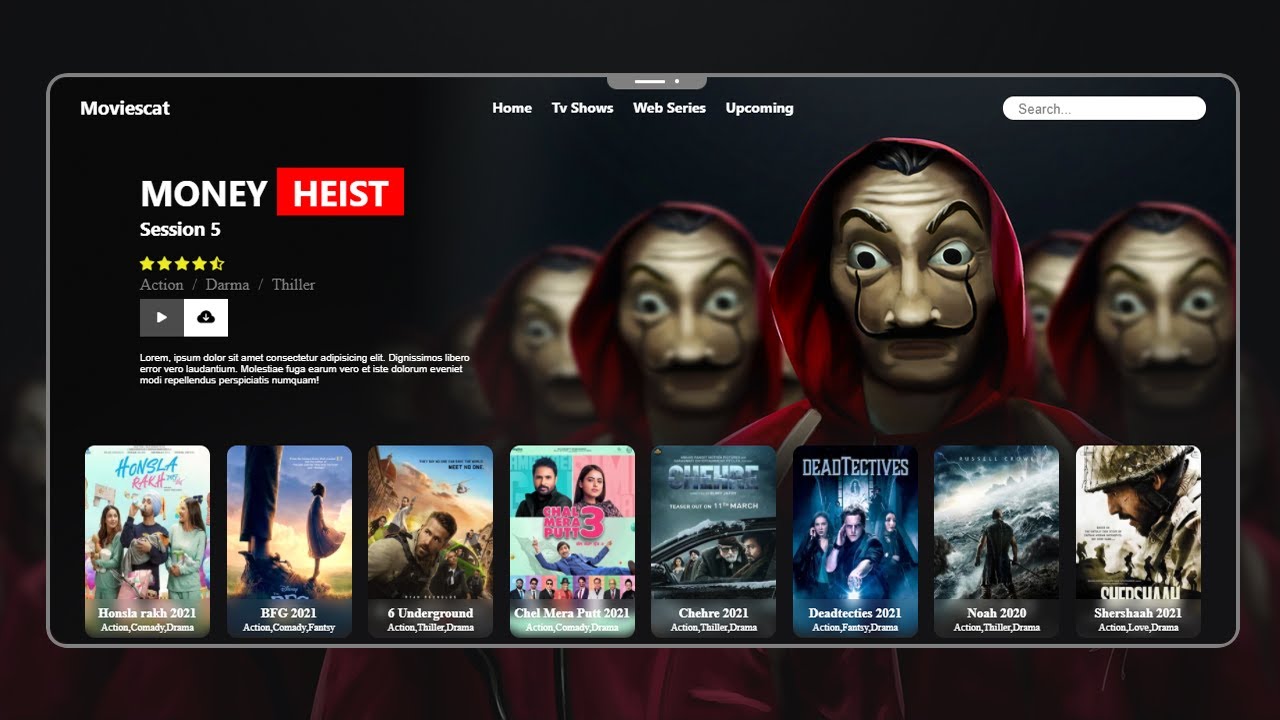 Moviescat
Home Tv Shows Web Series Upcoming
Search...
MONEY HEIST
Session 5
Action / Darma / Thiller
Lorem, ipsum dolor sit amet consectetur adipisicing elit. Dignissimos libero
error vero laudantium. Molestiae fuga earum vero et iste dolorum eveniet
modi repellendus perspiciatis numquam!
HONSLA
RAKH
Honsla rakh 2021
Action,Comady,Drama
Disney
BFG 2021
Action,Comady,Fantsy
MEET NO ONE.
RYAN REYNOLDS
6 Underground
Action,Thiller,Drama
CHAL
MERA
PUTT 3
Chel Mera Putt 2021
Action,Comady,Drama
CHEHRE
TEASER OUT ON 11TH MARCH
Chehre 2021
Action,Thiller,Drama
DEADTECTIVES
Deadtecties 2021
Action,Fantsy,Drama
RUSSELL CROWE
Noah 2020
Action,Thiller,Drama
SHERSHAAH
Shershaah 2021
Action,Love,Drama